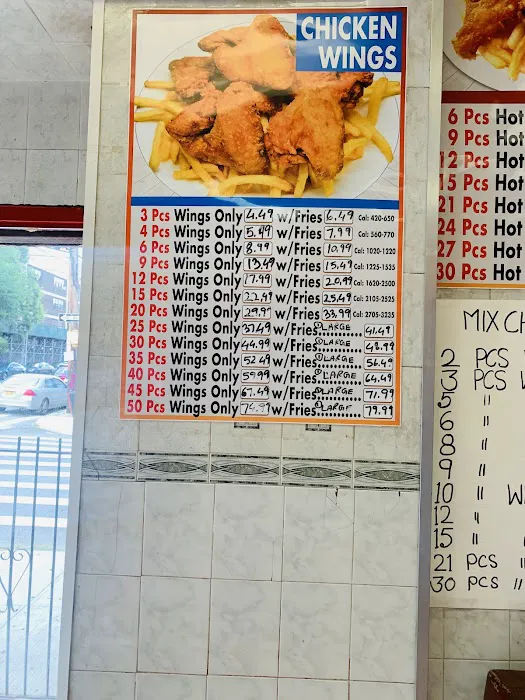 CHICKEN
WINGS
3 Pcs Wings Only 4.49 w/Fries 6.49 Cal: 420-650
4 Pcs Wings Only 5.49 w/Fries 7.99 Cal: 560-770
6 Pcs Wings Only 8.99 w/Fries 10.99 Cal: 1020-1220
9 Pcs Wings Only 13.49 w/Fries 15.49 Cal: 1225-1535
12 Pcs Wings Only 17.99 w/Fries 20.99 Cal: 1620-2500
15 Pcs Wings Only 22.49 w/Fries 25.49 Cal: 2105-2525
20 Pcs Wings Only 29.99 w/Fries 33.99 Cal: 2705-3235
25 Pcs Wings Only 37.49 w/Fries LARGE 41.49
30 Pcs Wings Only 44.99 w/Fries LARGE 48.99
35 Pcs Wings Only 52.49 w/Fries LARGE 56.49
40 Pcs Wings Only 59.99 w/Fries LARGE 64.49
45 Pcs Wings Only 67.49 w/Fries LARGE 71.99
50 Pcs Wings Only 74.99 w/Fries LARGE 79.99
6 Pcs Hot
9 Pcs Hot
12 Pcs Hot
15 Pcs Hot
21 Pcs Hot
24 Pcs Hot
27 Pcs Hot
30 Pcs Hot
MIX CH
2 PCS
3 PCS W
5 "
6 "
8 "
9 "
10 " W
12 "
15 "
21 PCS "
30 PCS "